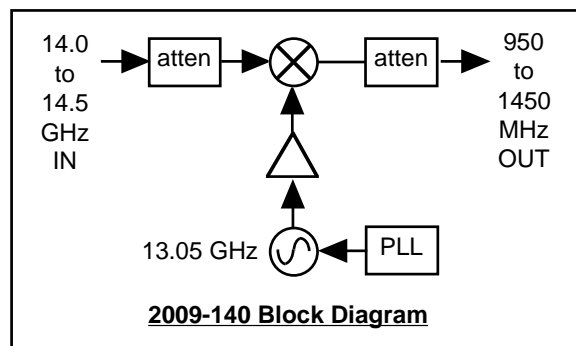 14.0
to
14.5
GHz
IN
atten
atten
950
to
1450
MHz
OUT
13.05 GHz
PLL
2009-140 Block Diagram